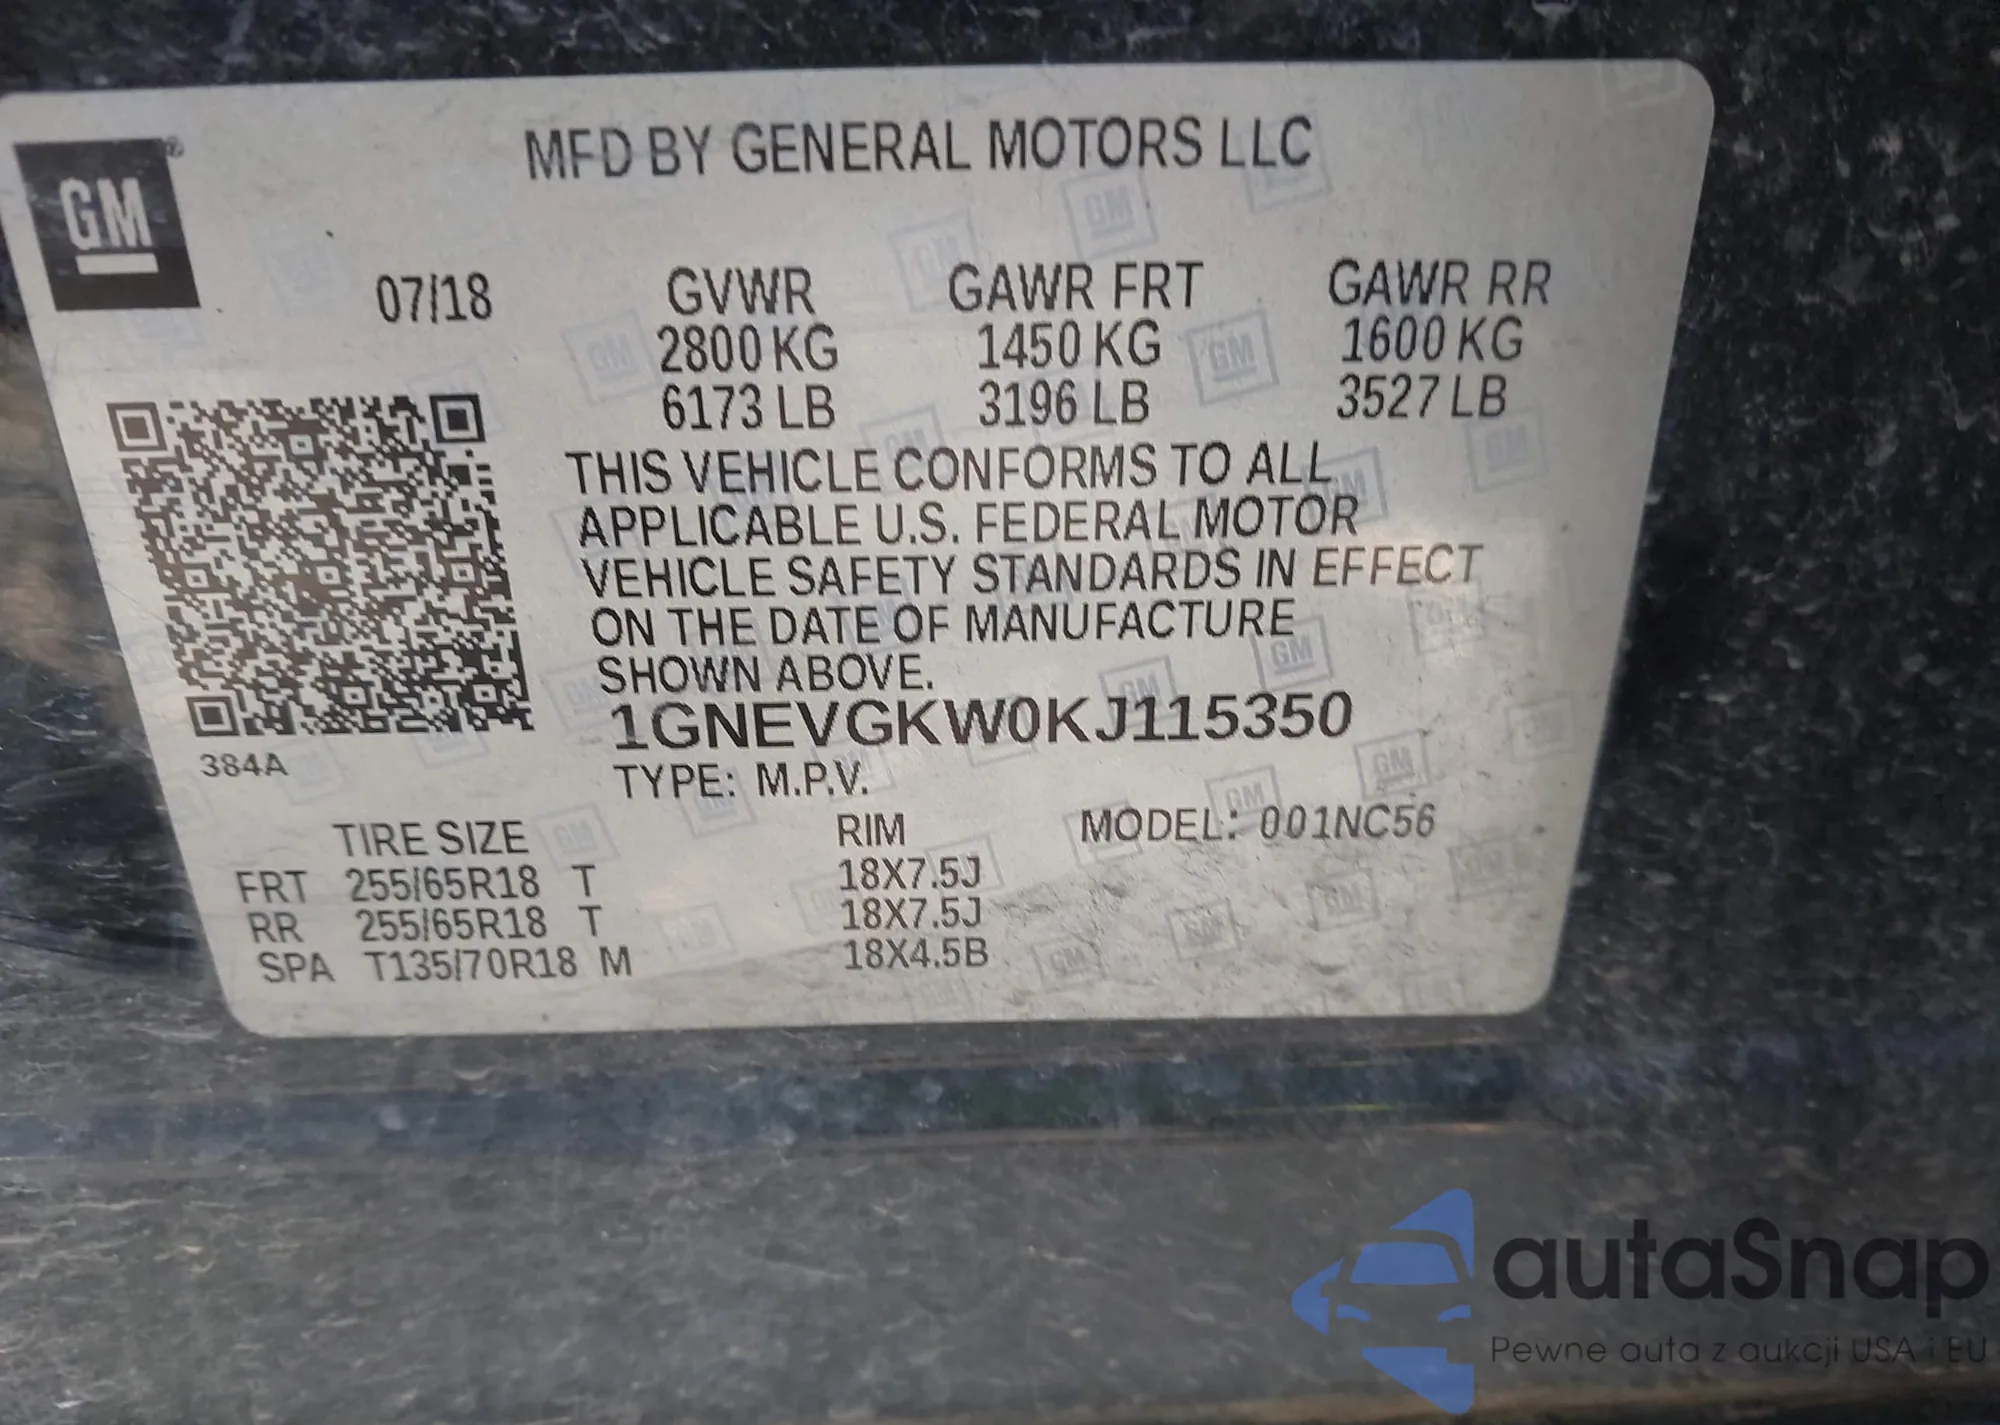 MFD BY GENERAL MOTORS LLC
GM
®
07/18
GVWR GAWR FRT GAWR RR
2800 KG 1450 KG 1600 KG
6173 LB 3196 LB 3527 LB
THIS VEHICLE CONFORMS TO ALL
APPLICABLE U.S. FEDERAL MOTOR
VEHICLE SAFETY STANDARDS IN EFFECT
ON THE DATE OF MANUFACTURE
SHOWN ABOVE.
1GNEVGKW0KJ115350
384A
TYPE: M.P.V.
TIRE SIZE RIM MODEL: 001NC56
FRT 255/65R18 T 18X7.5J
RR 255/65R18 T 18X7.5J
SPA T135/70R18 M 18X4.5B
autaSnap
Pewne auta z aukcji USA i EU